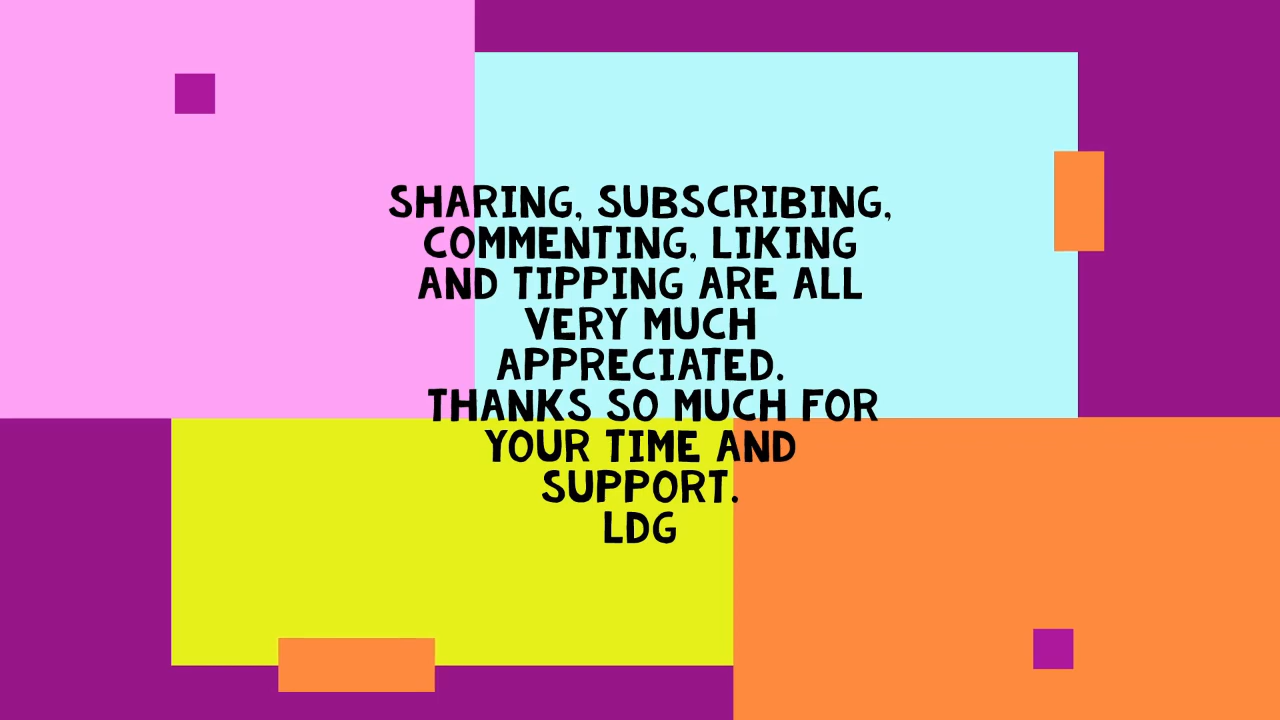 SHARING, SUBSCRIBING,
COMMENTING, LIKING
AND TIPPING ARE ALL
VERY MUCH
APPRECIATED.
THANKS SO MUCH FOR
YOUR TIME AND
SUPPORT.
LDG